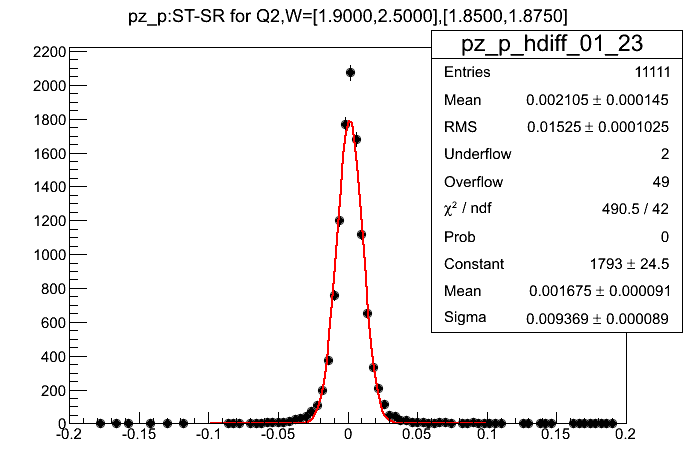 pz_p:ST-SR for Q2,W=[1.9000,2.5000],[1.8500,1.8750]
pz_p_hdiff_01_23
Entries 11111
Mean 0.002105 ± 0.000145
RMS 0.01525 ± 0.0001025
Underflow 2
Overflow 49
χ² / ndf 490.5 / 42
Prob 0
Constant 1793 ± 24.5
Mean 0.001675 ± 0.000091
Sigma 0.009369 ± 0.000089
2200
2000
1800
1600
1400
1200
1000
800
600
400
200
0
-0.2 -0.15 -0.1 -0.05 0 0.05 0.1 0.15 0.2